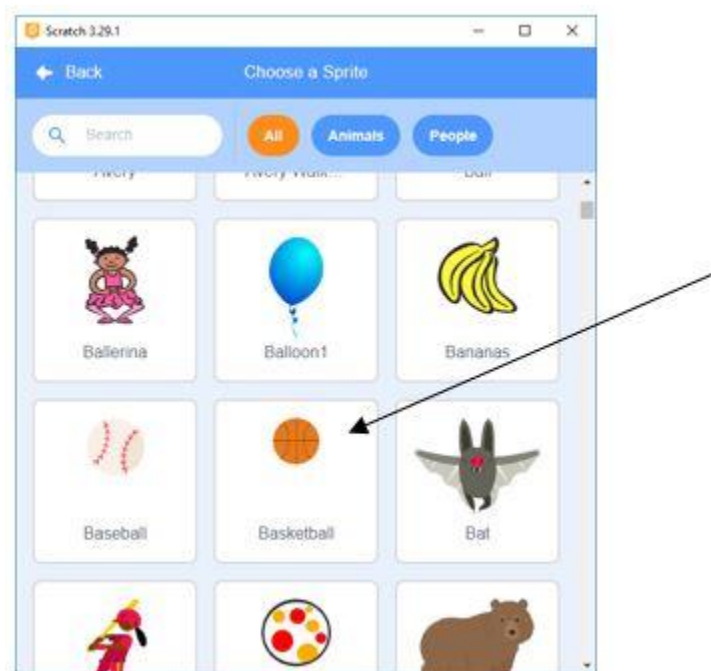 Scratch 3.29.1
Back Choose a Sprite
Search All Animals People
Ballerina Balloon1 Bananas
Baseball Basketball Bat